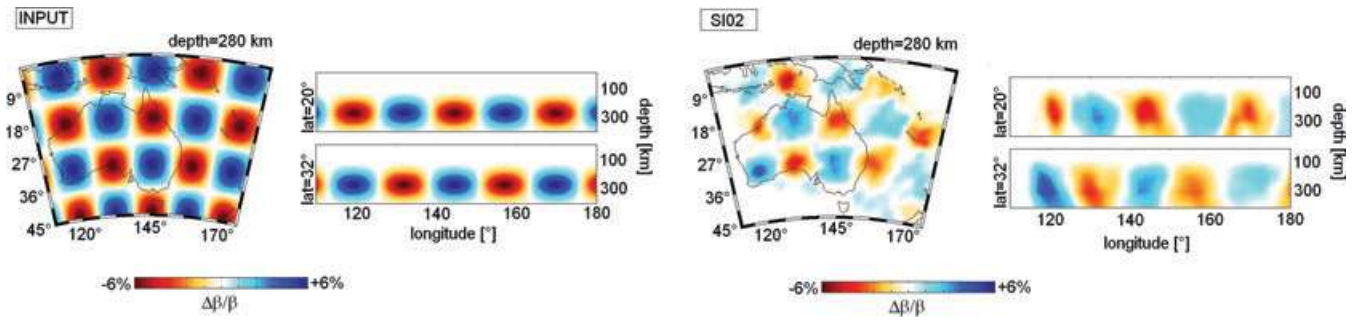 INPUT
depth=280 km
9°
18°
27°
36°
45°
120°
145°
170°
lat=20°
100
300
lat=32°
100
300
depth [km]
120
140
160
180
longitude [°]
-6%
+6%
Δβ/β
SI02
depth=280 km
9°
18°
27°
36°
45°
120°
145°
170°
lat=20°
100
300
lat=32°
100
300
depth [km]
120
140
160
180
longitude [°]
-6%
+6%
Δβ/β